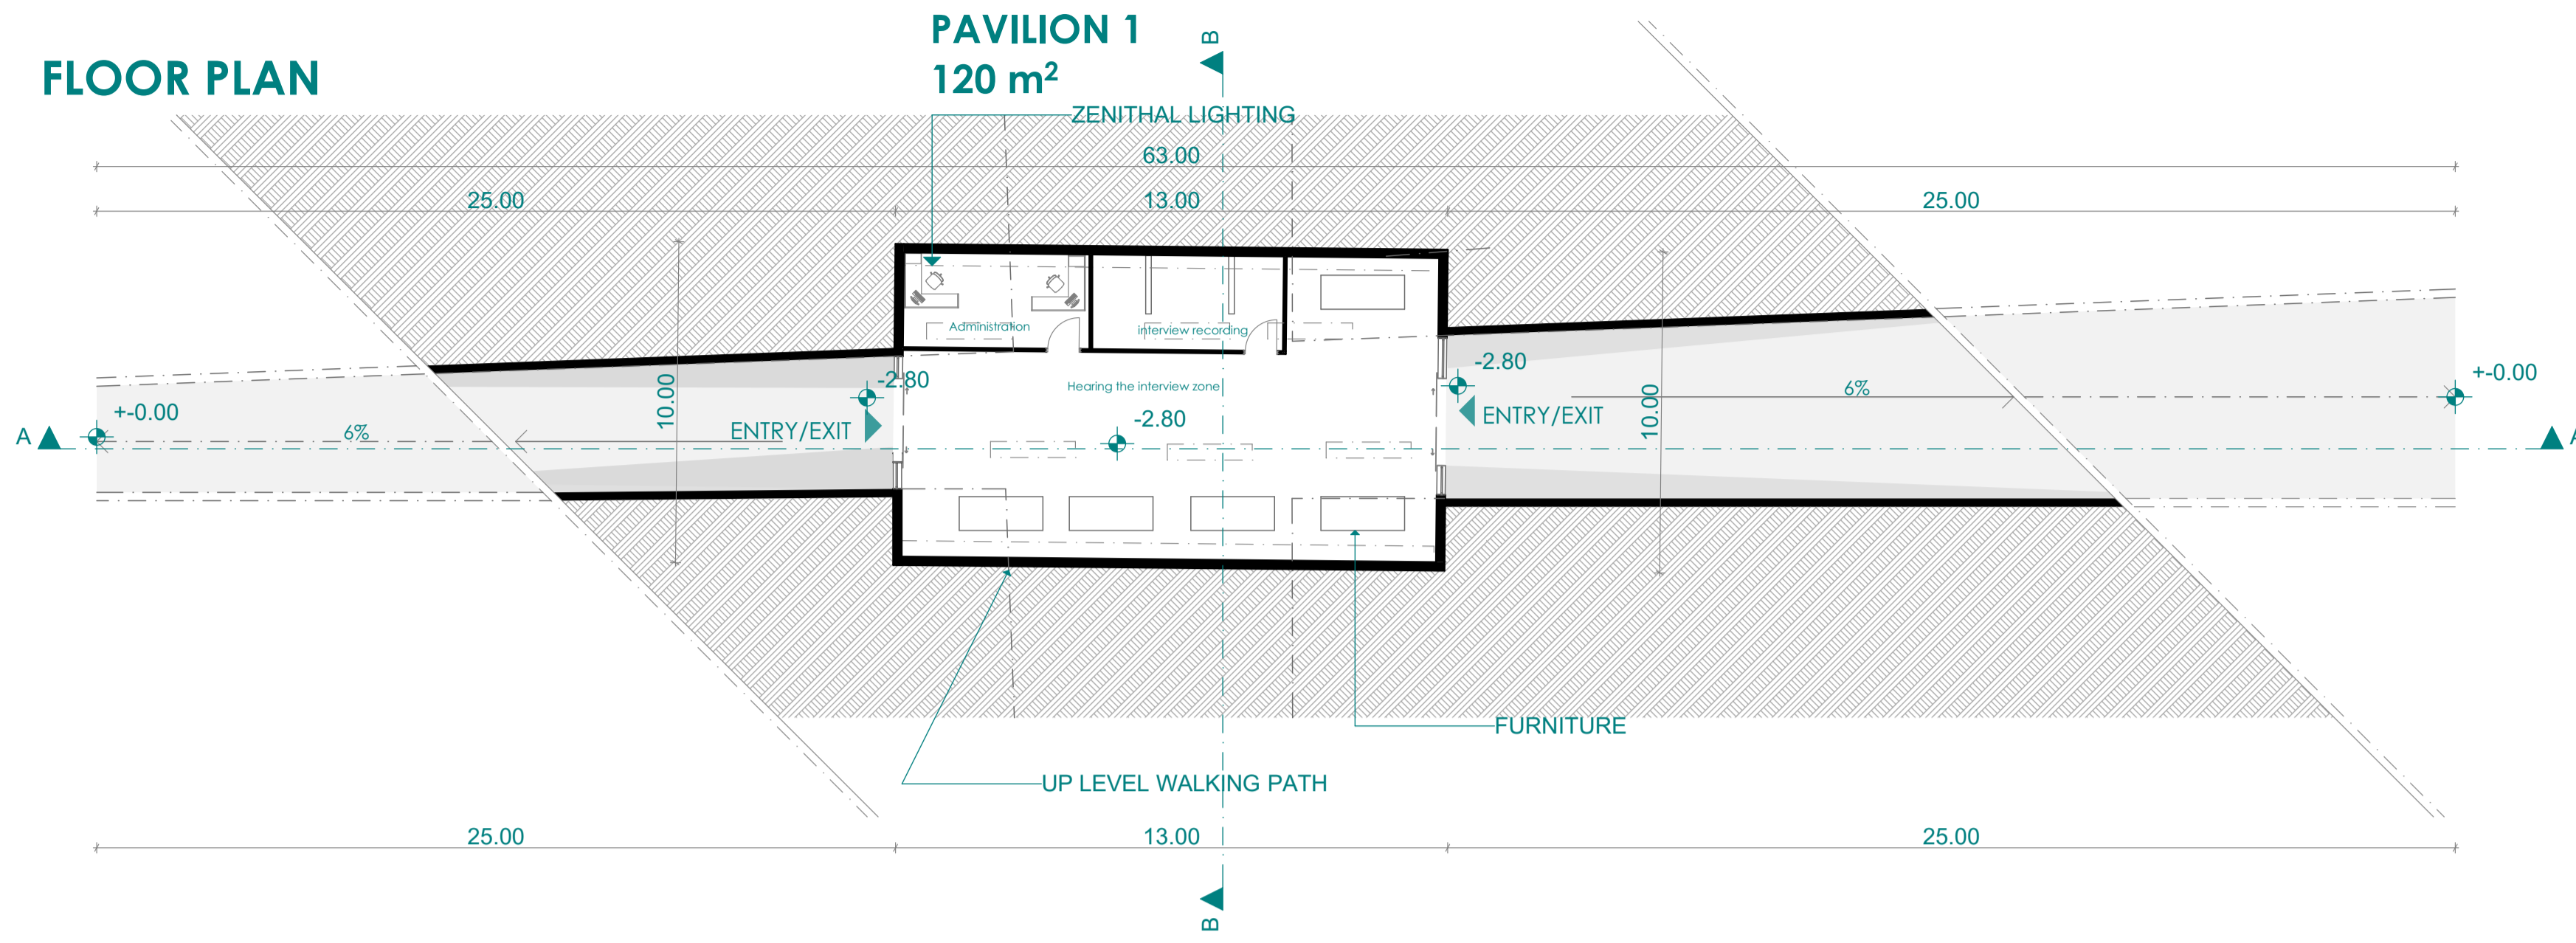 PAVILION 1
B
FLOOR PLAN
120 m²
ZENITHAL LIGHTING
63.00
25.00
13.00
25.00
Administration
interview recording
-2.80
-2.80
+-0.00
6%
10.00
Hearing the interview zone
10.00
+-0.00
-2.80
ENTRY/EXIT
ENTRY/EXIT
A
6%
A
FURNITURE
UP LEVEL WALKING PATH
25.00
13.00
25.00
B